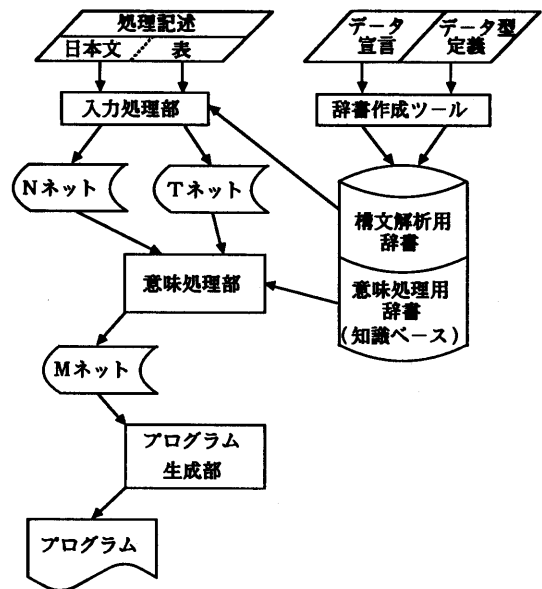 処理記述
日本文
表
データ
宣言
データ型
定義
入力処理部
辞書作成ツール
Nネット
Tネット
構文解析用
辞書
意味処理部
意味処理用
辞書
(知識ベース)
Mネット
プログラム
生成部
プログラム